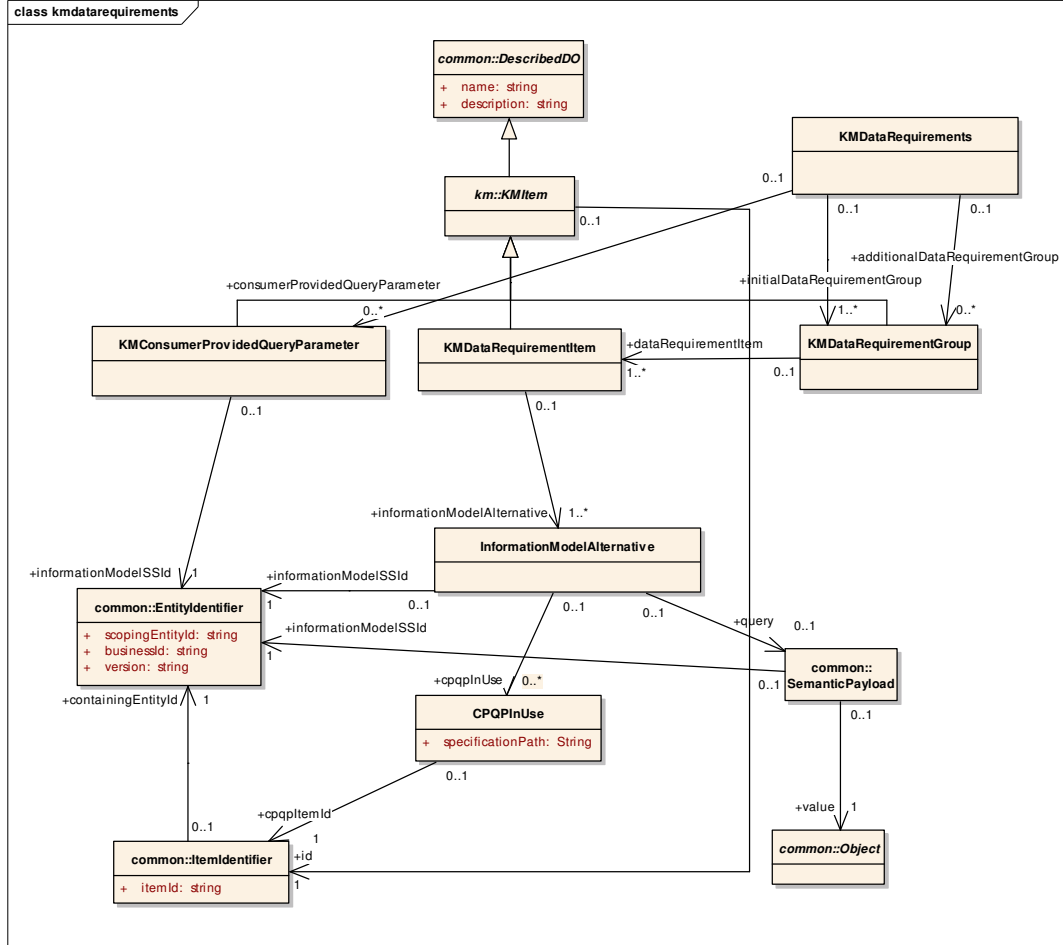 class kmdatarequirements
common::DescribedDO
+ name: string
+ description: string
KMDataRequirements
km::KMItem
0..1
0..1
0..1
0..1
+additionalDataRequirementGroup
+initialDataRequirementGroup
+consumerProvidedQueryParameter
0..*
1..*
0..*
KMConsumerProvidedQueryParameter
KMDataRequirementItem
+dataRequirementItem
KMDataRequirementGroup
1..*
0..1
0..1
0..1
+informationModelAlternative
1..*
InformationModelAlternative
+informationModelSSId
1
+informationModelSSId
1
0..1
0..1
0..1
common::EntityIdentifier
+ scopingEntityId: string
+ businessId: string
+ version: string
+informationModelSSId
1
+query
0..1
common::
SemanticPayload
0..1
0..1
+containingEntityId
1
+cpqpInUse
0..*
CPQPInUse
+ specificationPath: String
0..1
+cpqpItemId
1
0..1
+value
1
common::Object
common::ItemIdentifier
+ itemId: string
+id
1